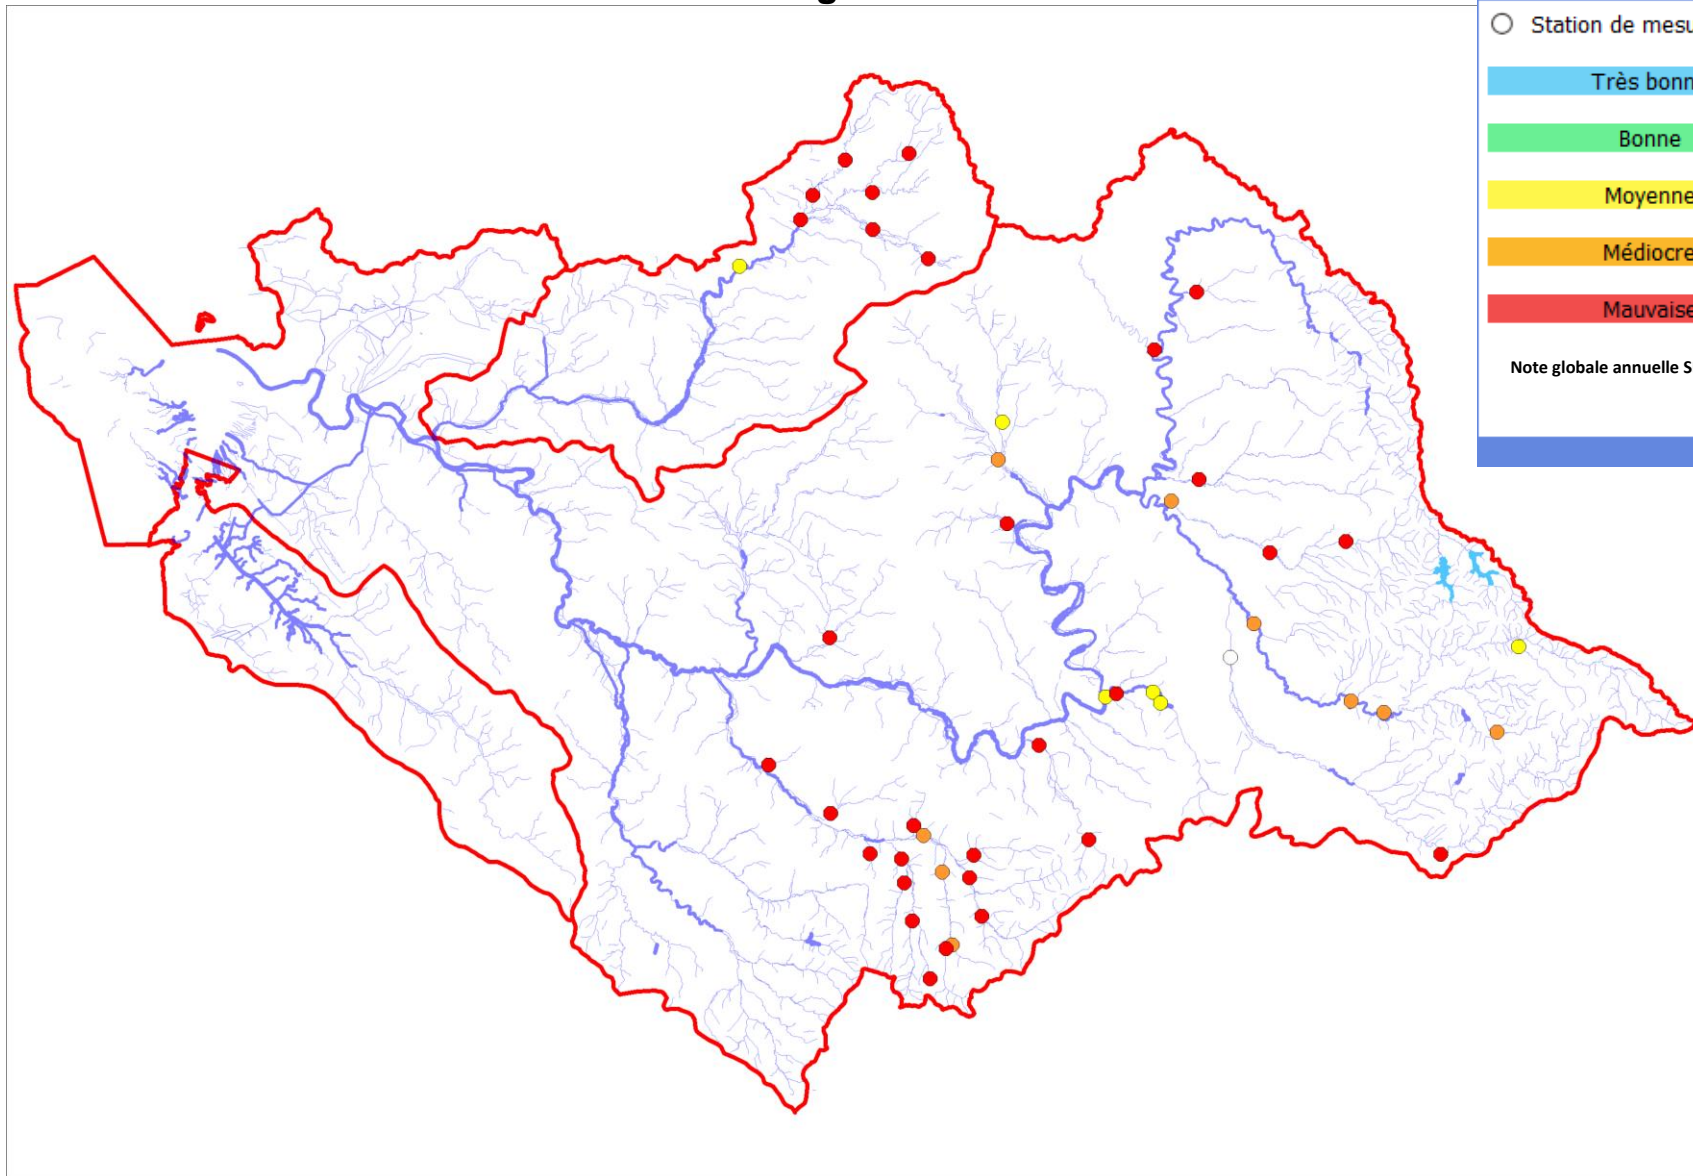 Station de mesu
Très bonn
Bonne
Moyenne
Médiocre
Mauvaise
Note globale annuelle S